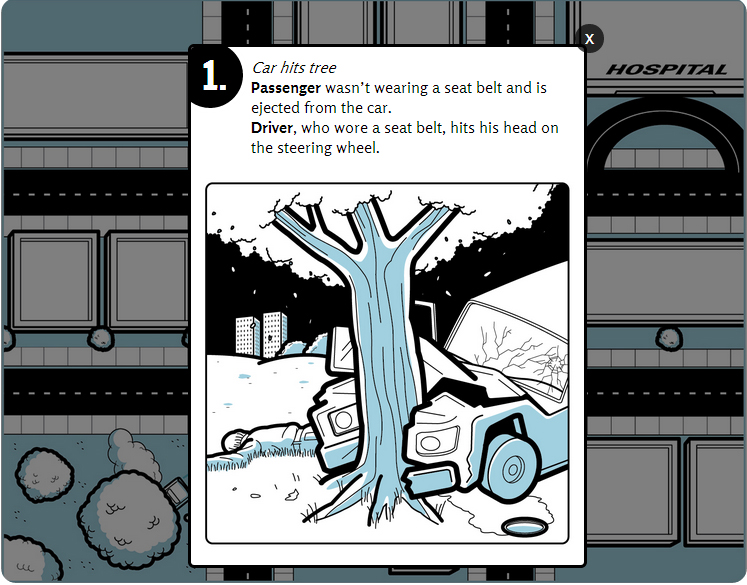 HOSPITAL
X
1.
Car hits tree
Passenger wasn't wearing a seat belt and is
ejected from the car.
Driver, who wore a seat belt, hits his head on
the steering wheel.